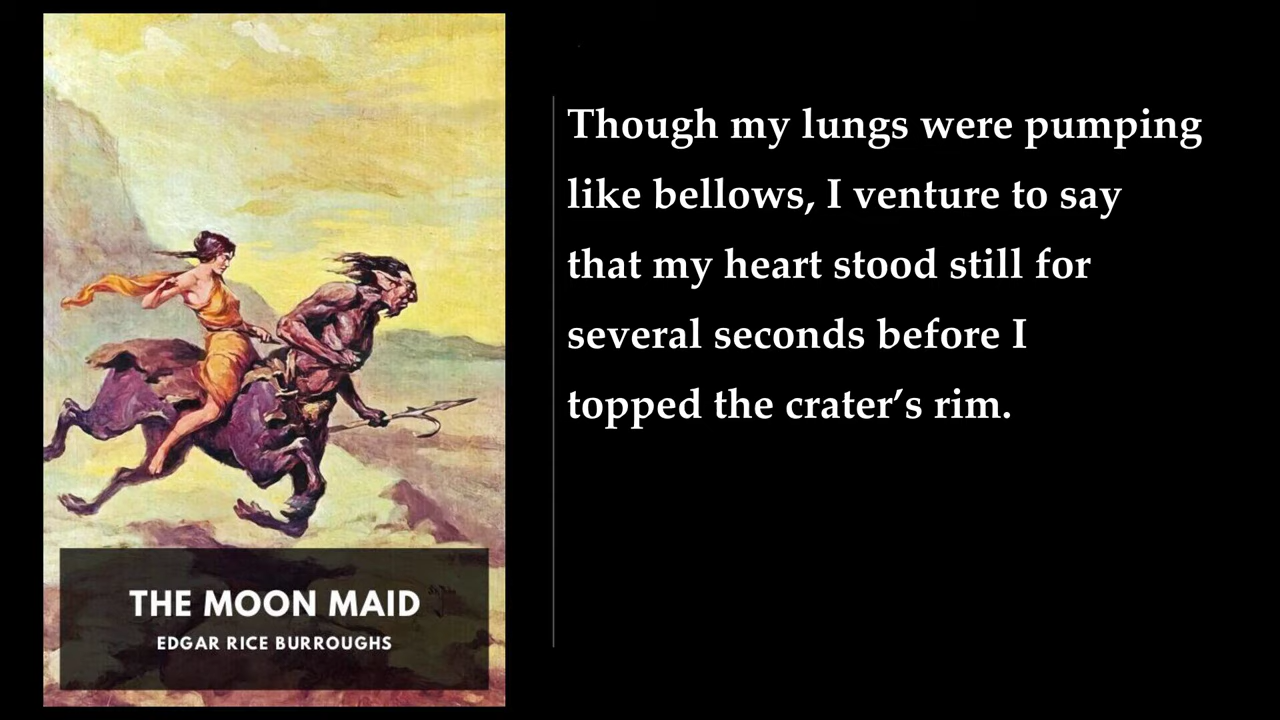 THE MOON MAID
EDGAR RICE BURROUGHS
Though my lungs were pumping
like bellows, I venture to say
that my heart stood still for
several seconds before I
topped the crater’s rim.